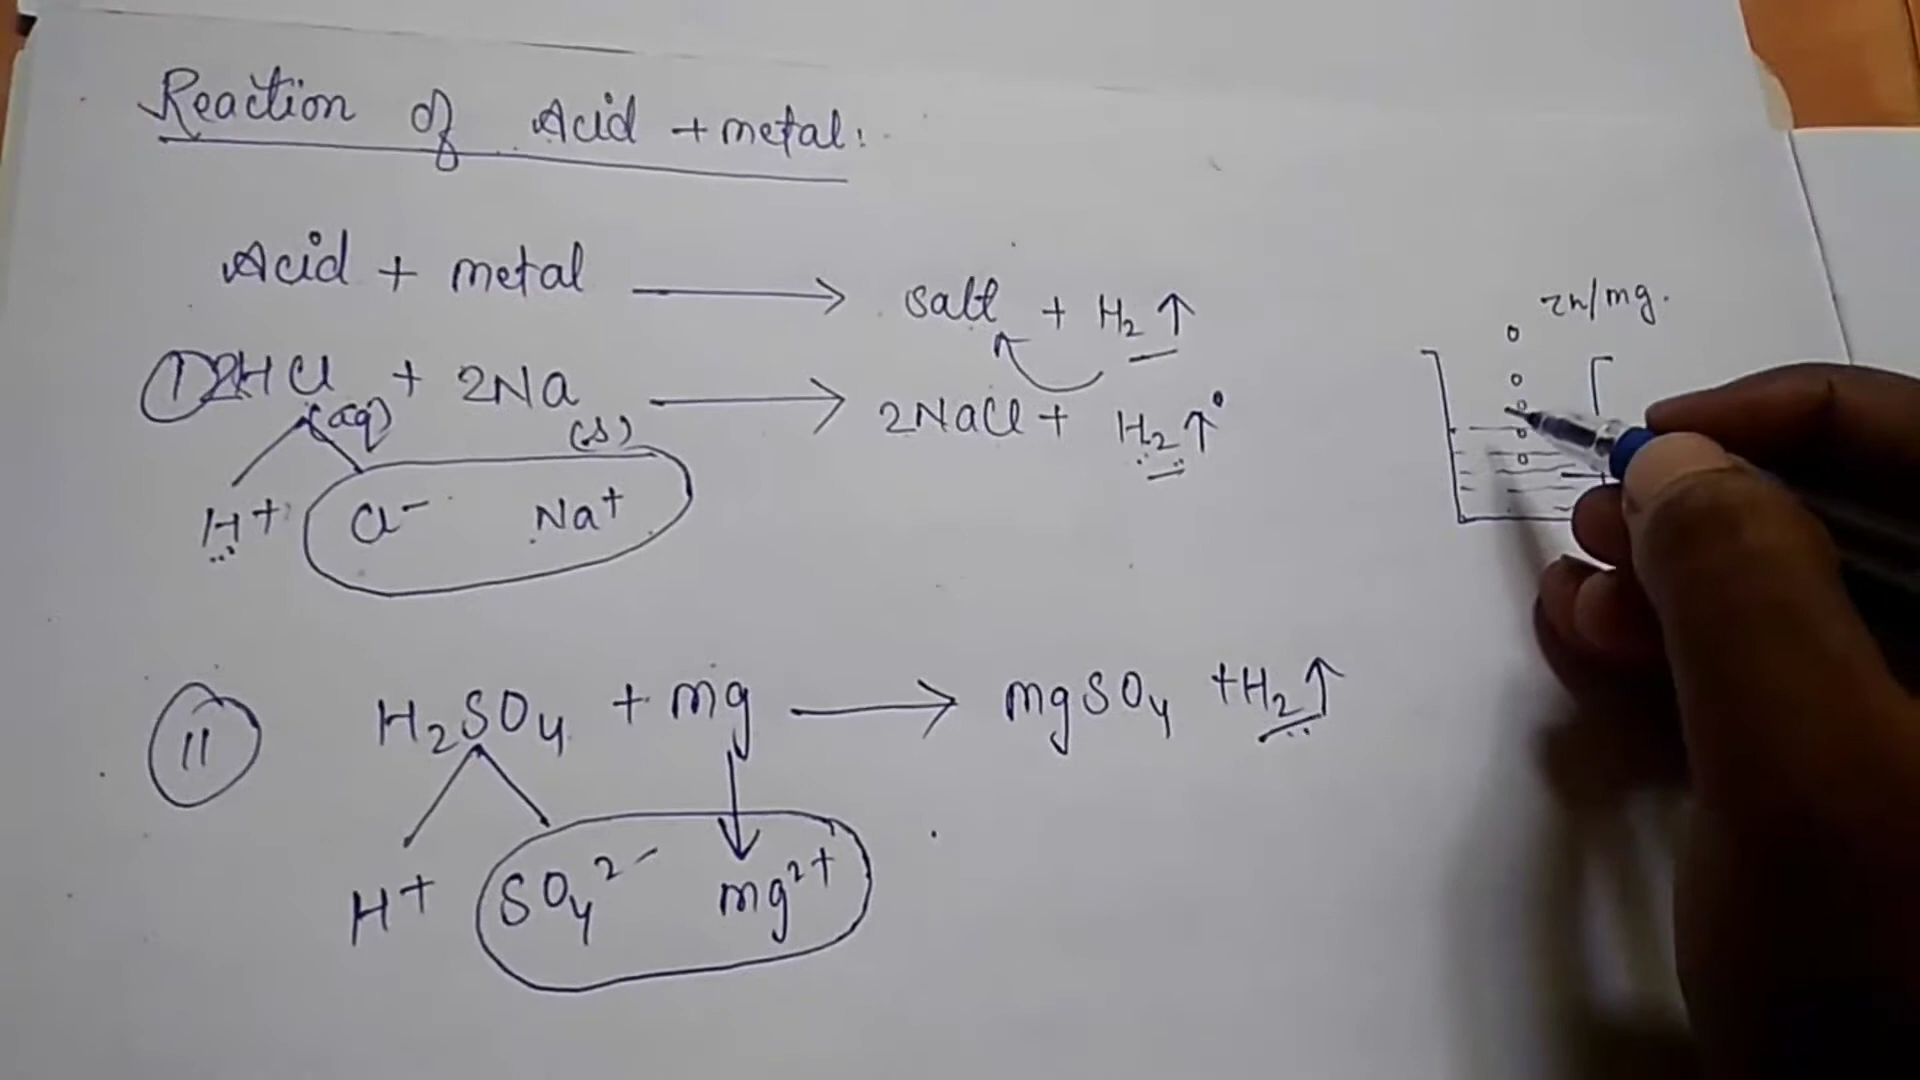 Reaction of Acid + metal:
Acid + metal → salt + H₂ ↑
zn/mg.
① 2HCl (aq) + 2Na (s) → 2NaCl + H₂ ↑
H+ Cl⁻ Na⁺
11 H₂SO₄ + mg → mgSO₄ + H₂ ↑
H+ SO₄²⁻ mg²⁺